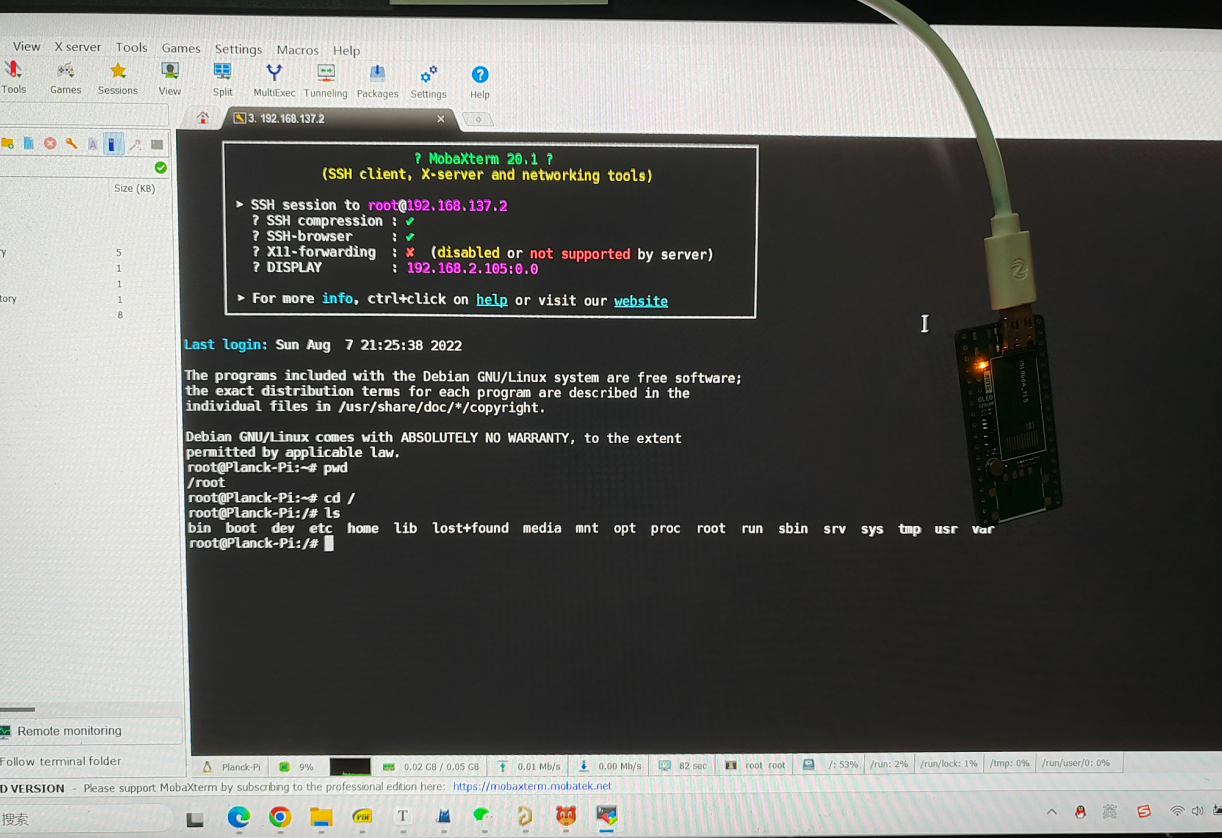 View X server Tools Games Settings Macros Help
Tools Games Sessions View Split MultiExec Tunneling Packages Settings Help
3. 192.168.137.2
Size (KB)
? MobaXterm 20.1 ?
(SSH client, X-server and networking tools)
SSH session to root@192.168.137.2
? SSH compression :
? SSH-browser :
? X11-forwarding : (disabled or not supported by server)
? DISPLAY : 192.168.2.105:0.0
For more info, ctrl+click on help or visit our website
5
1
1
tory 1
8
Last login: Sun Aug 7 21:25:38 2022
The programs included with the Debian GNU/Linux system are free software;
the exact distribution terms for each program are described in the
individual files in /usr/share/doc/*/copyright.
Debian GNU/Linux comes with ABSOLUTELY NO WARRANTY, to the extent
permitted by applicable law.
root@Planck-Pi:~# pwd
/root
root@Planck-Pi:~# cd /
root@Planck-Pi:/# ls
bin boot dev etc home lib lost+found media mnt opt proc root run sbin srv sys tmp usr var
root@Planck-Pi:/#
OLED
Remote monitoring
Follow terminal folder
Planck-Pi 9% 0.02 GB / 0.05 GB 0.01 Mb/s 0.00 Mb/s 82 sec root root /: 53% /run: 2% /run/lock: 1% /tmp: 0% /run/user/0: 0%
D VERSION - Please support MobaXterm by subscribing to the professional edition here: https://mobaxterm.mobatek.net
搜索
英